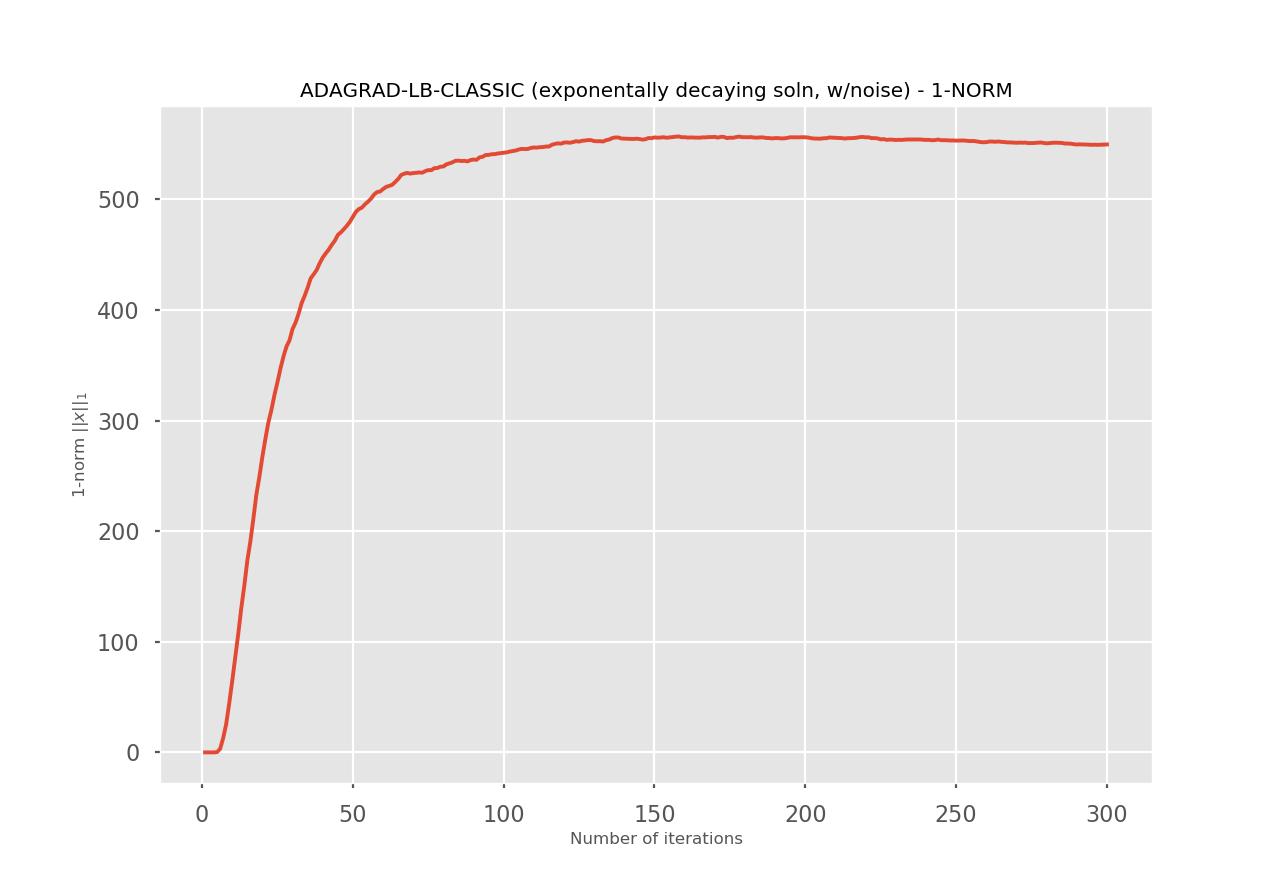 ADAGRAD-LB-CLASSIC (exponentially decaying soln, w/noise) - 1-NORM
500
400
300
200
100
0
1-norm ||x||₁
0 50 100 150 200 250 300
Number of iterations